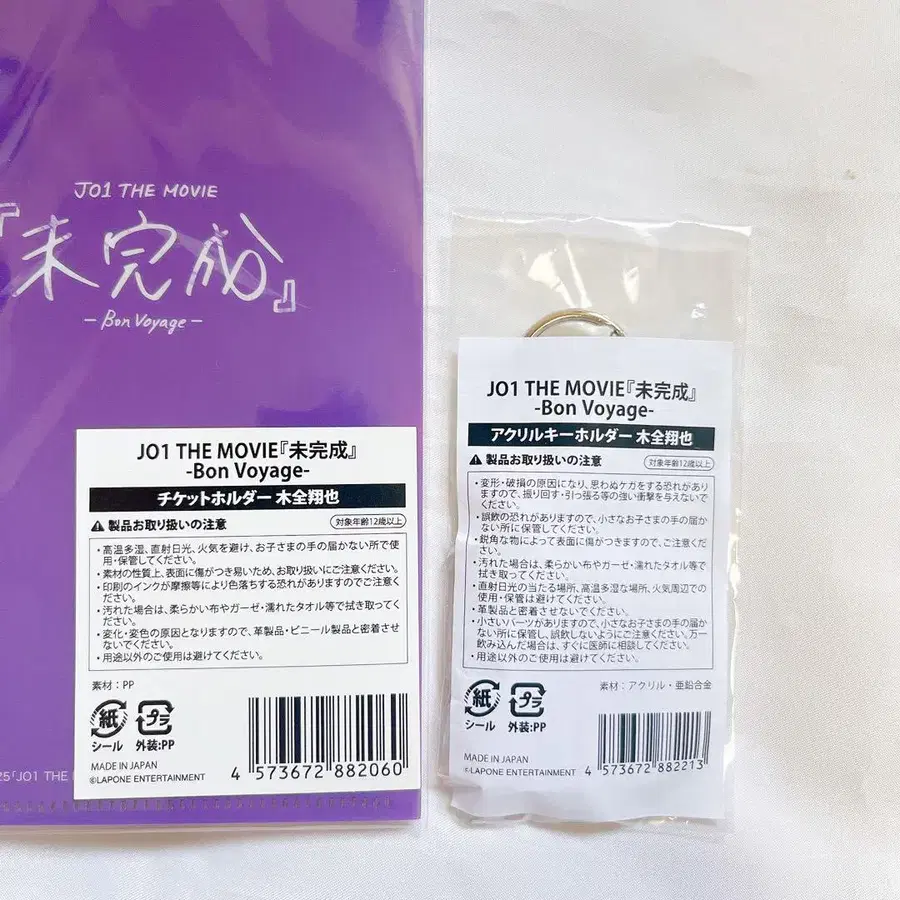 JO1 THE MOVIE
『未完成』
- Bon Voyage -
JO1 THE MOVIE『未完成』
-Bon Voyage-
チケットホルダー 木全翔也
製品お取り扱いの注意
対象年齢12歳以上
・高温多湿、直射日光、火気を避け、お子さまの手の届かない所で使
用・保管してください。
・素材の性質上、表面に傷がつき易いため、お取り扱いにご注意ください。
・印刷のインクが摩擦等により色落ちする恐れがありますのでご注意く
ださい。
・汚れた場合は、柔らかい布やガーゼ・濡れたタオル等で拭き取ってく
ださい。
・変化・変色の原因となりますので、革製品・ビニール製品と密着させ
ないでください。
・用途以外のご使用は避けてください。
素材：PP
紙
シール
プラ
外装:PP
MADE IN JAPAN
©LAPONE ENTERTAINMENT
4 573672 882060
25「JO1 THE
JO1 THE MOVIE『未完成』
-Bon Voyage-
アクリルキーホルダー 木全翔也
製品お取り扱いの注意
対象年齢12歳以上
・変形・破損の原因になり、思わぬケガをする恐れがあり
ますので、振り回す・引っ張る等の強い衝撃を与えないで
ください。
・誤飲の恐れがありますので、小さなお子さまの手の届か
ない所に保管してください。
・鋭角な物によって表面に傷がつきますので、ご注意くだ
さい。
・汚れた場合は、柔らかい布やガーゼ・濡れたタオル等で
拭き取ってください。
・直射日光の当たる場所、高温多湿な場所、火気周辺での
使用・保管は避けてください。
・革製品と密着させないでください。
・小さいパーツがありますので、小さなお子さまの手の届か
ない所に保管し、誤飲しないようにご注意ください。万一
飲み込んだ場合は、すぐに医師に相談してください。
・用途以外のご使用は避けてください。
素材：アクリル・亜鉛合金
紙
シール
プラ
外装:PP
MADE IN JAPAN
©LAPONE ENTERTAINMENT
4 573672 882213